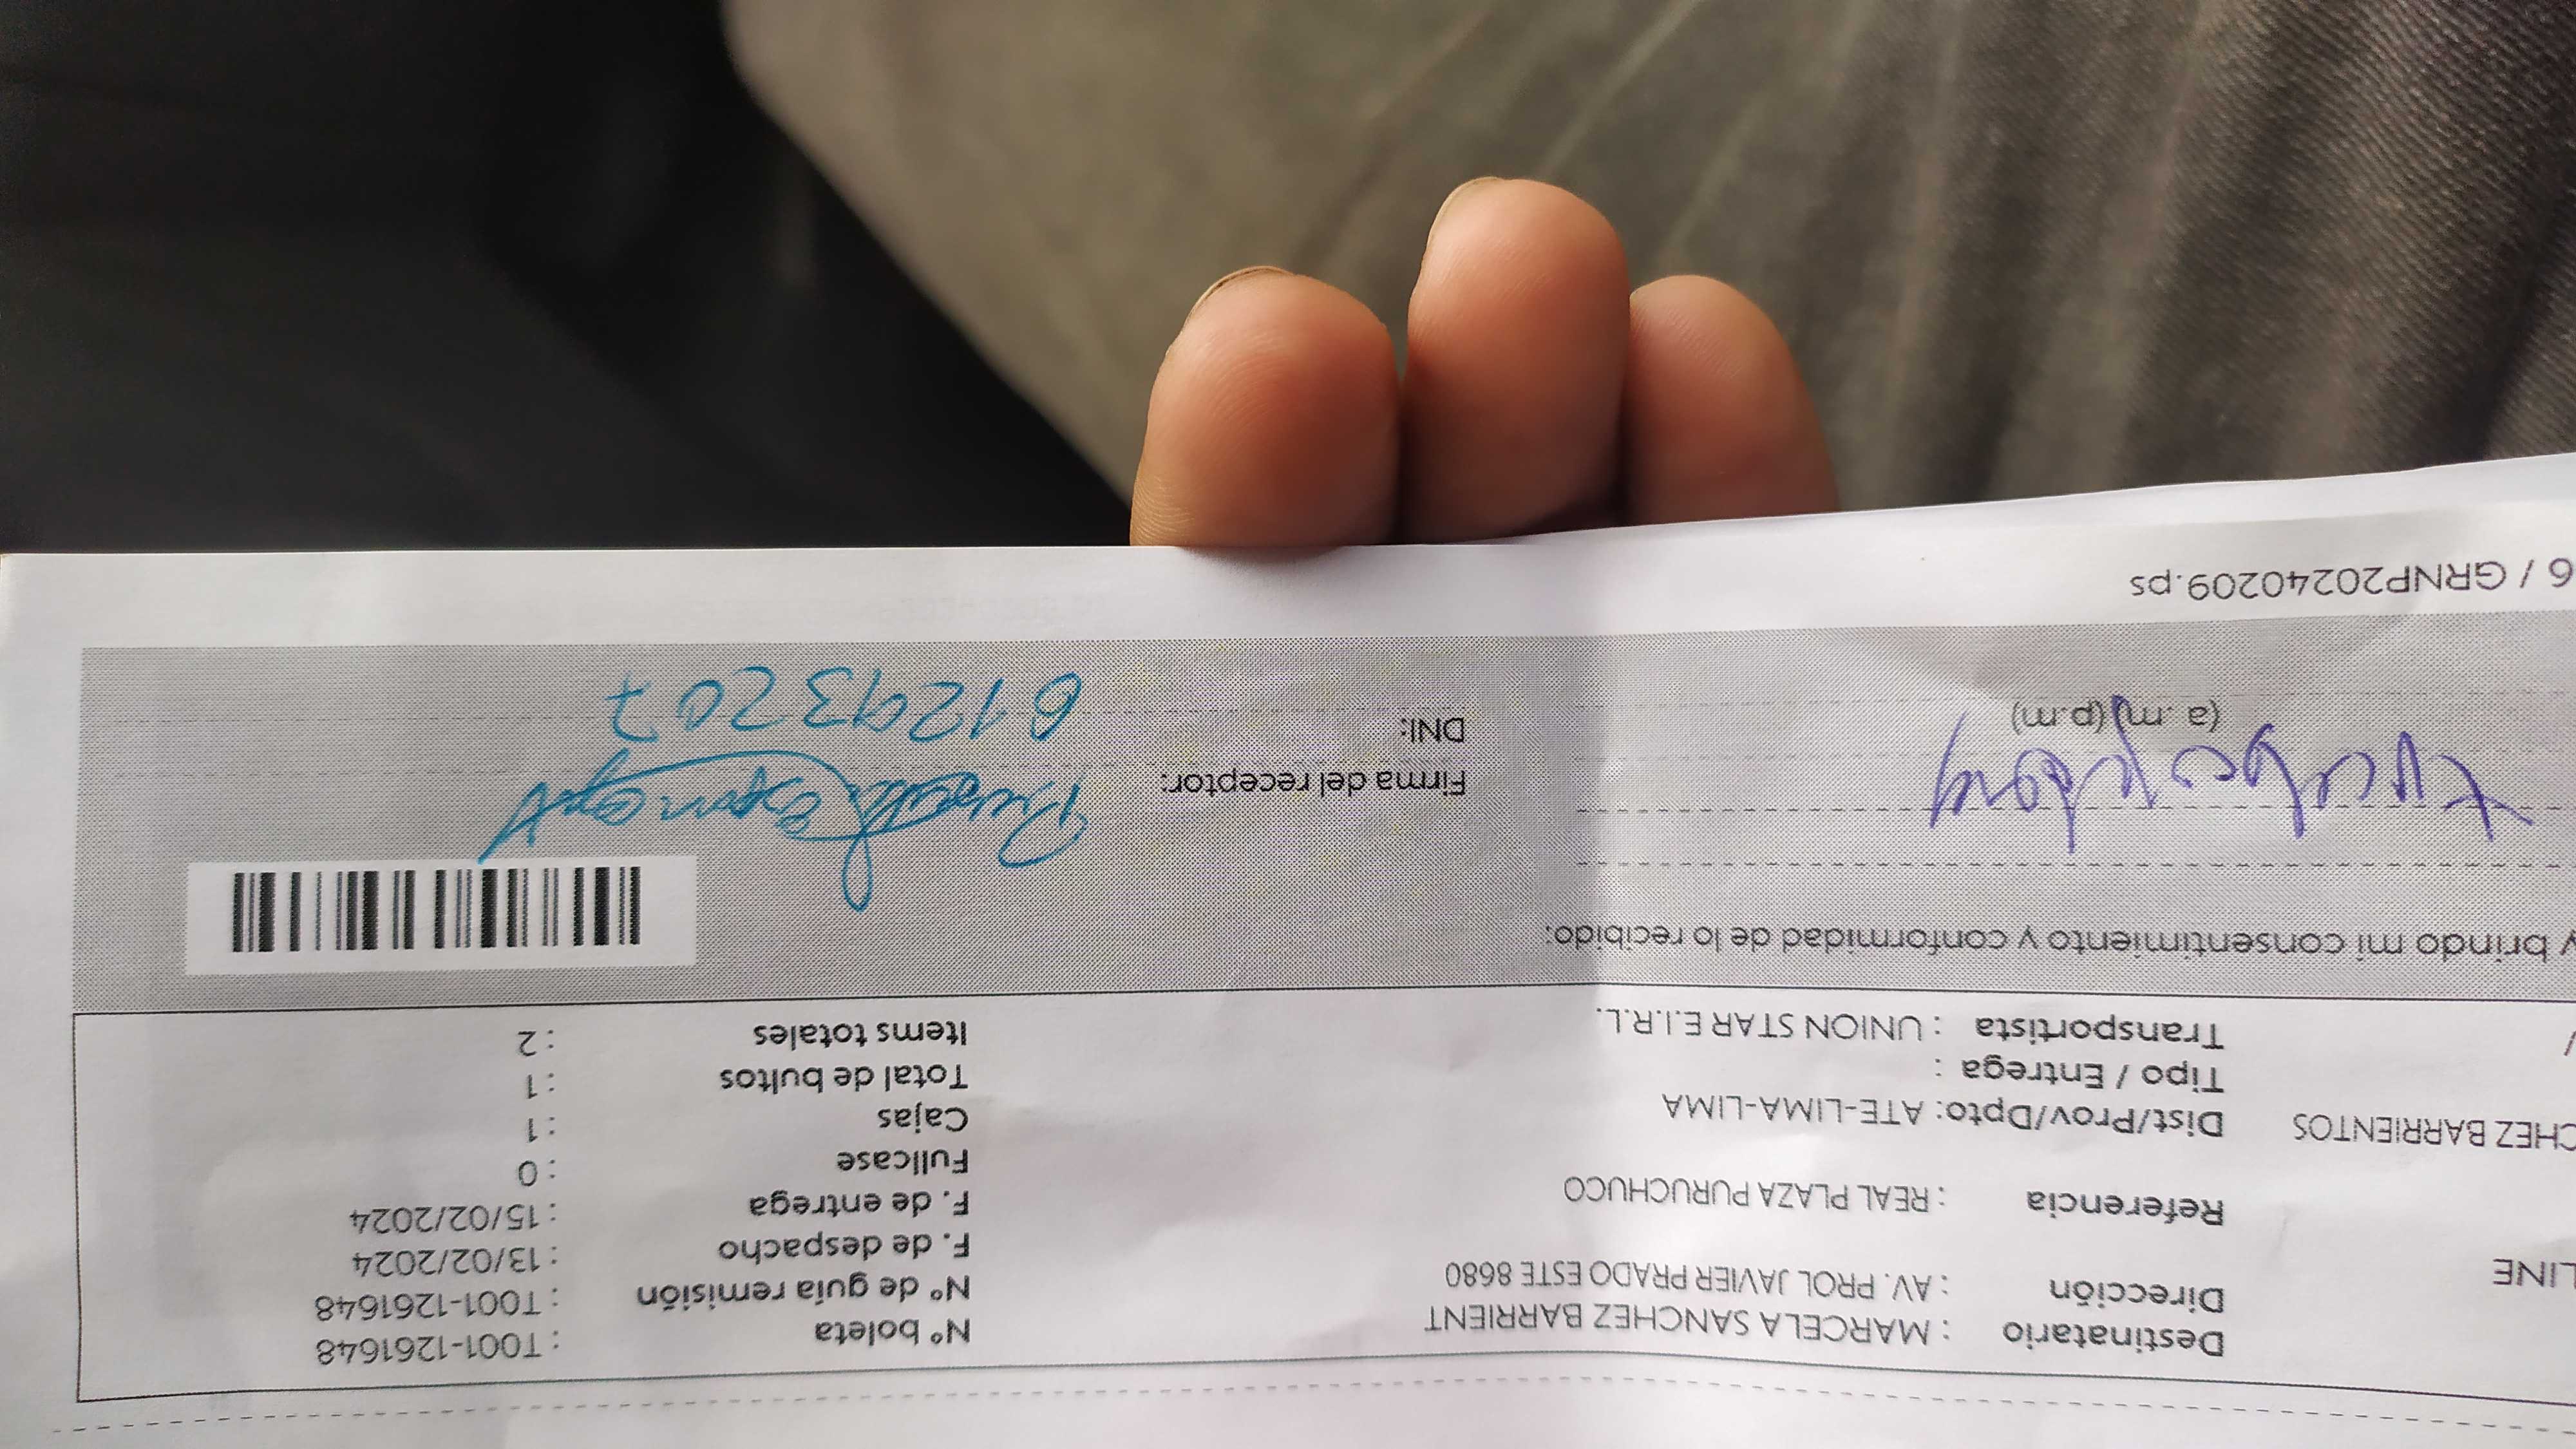 Destinatario : MARCELA SANCHEZ BARRIENT
Dirección : AV. PROL JAVIER PRADO ESTE 8680
LINE
Referencia : REAL PLAZA PURUCHUCO
Dist/Prov/Dpto: ATE-LIMA-LIMA
CHEZ BARRIENTOS
Tipo / Entrega :
Transportista : UNION STAR E.I.R.L.
/
Nº boleta : T001-1261648
Nº de guía remisión : T001-1261648
F. de despacho : 13/02/2024
F. de entrega : 15/02/2024
Fullcase : 0
Cajas : 1
Total de bultos : 1
Items totales : 2
y brindo mi consentimiento y conformidad de lo recibido:
(a .m) (p.m)
Firma del receptor:
DNI: 61293207
6 / GRNP20240209.ps